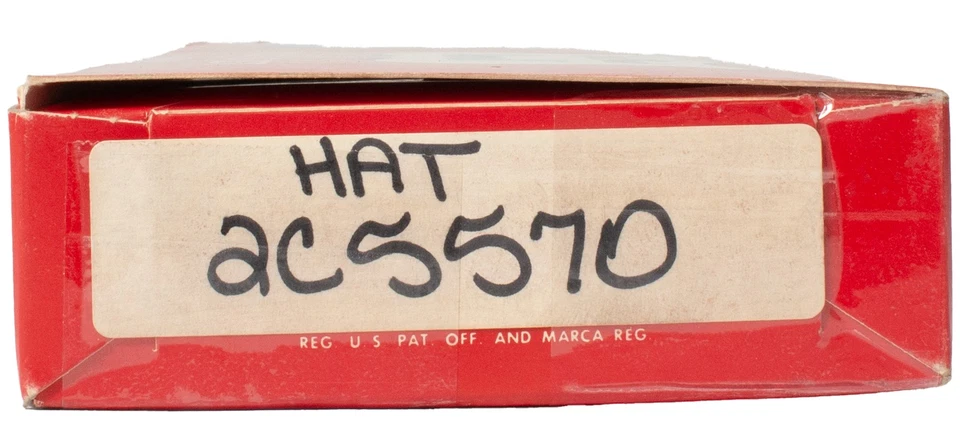 HAT
2C5570
REG U S PAT. OFF. AND MARCA REG.